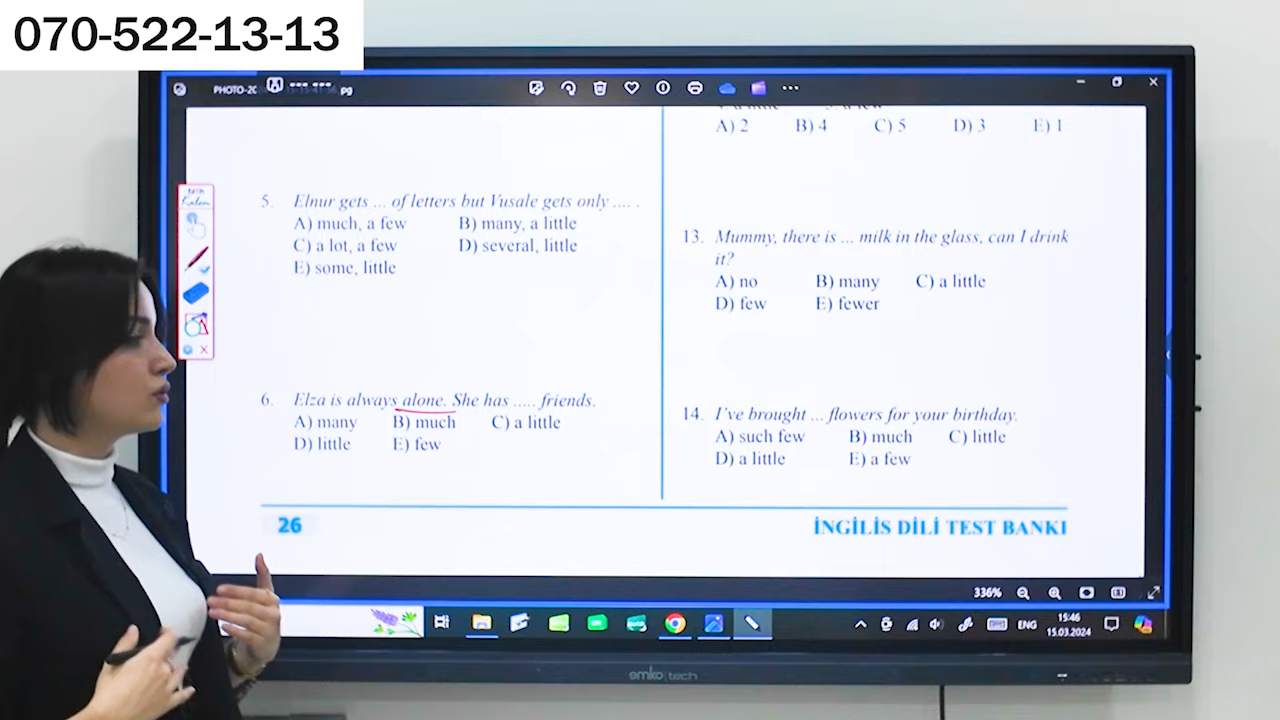 070-522-13-13
PHOTO-20
pg
5. Elnur gets ... of letters but Vusale gets only .... .
A) much, a few B) many, a little
C) a lot, a few D) several, little
E) some, little
6. Elza is always alone. She has ..... friends.
A) many B) much C) a little
D) little E) few
A) 2 B) 4 C) 5 D) 3 E) 1
13. Mummy, there is ... milk in the glass, can I drink
it?
A) no B) many C) a little
D) few E) fewer
14. I've brought ... flowers for your birthday.
A) such few B) much C) little
D) a little E) a few
26
İNGİLİS DİLİ TEST BANKI
Kalem
336%
ENG
15:46
15.03.2024
emko tech